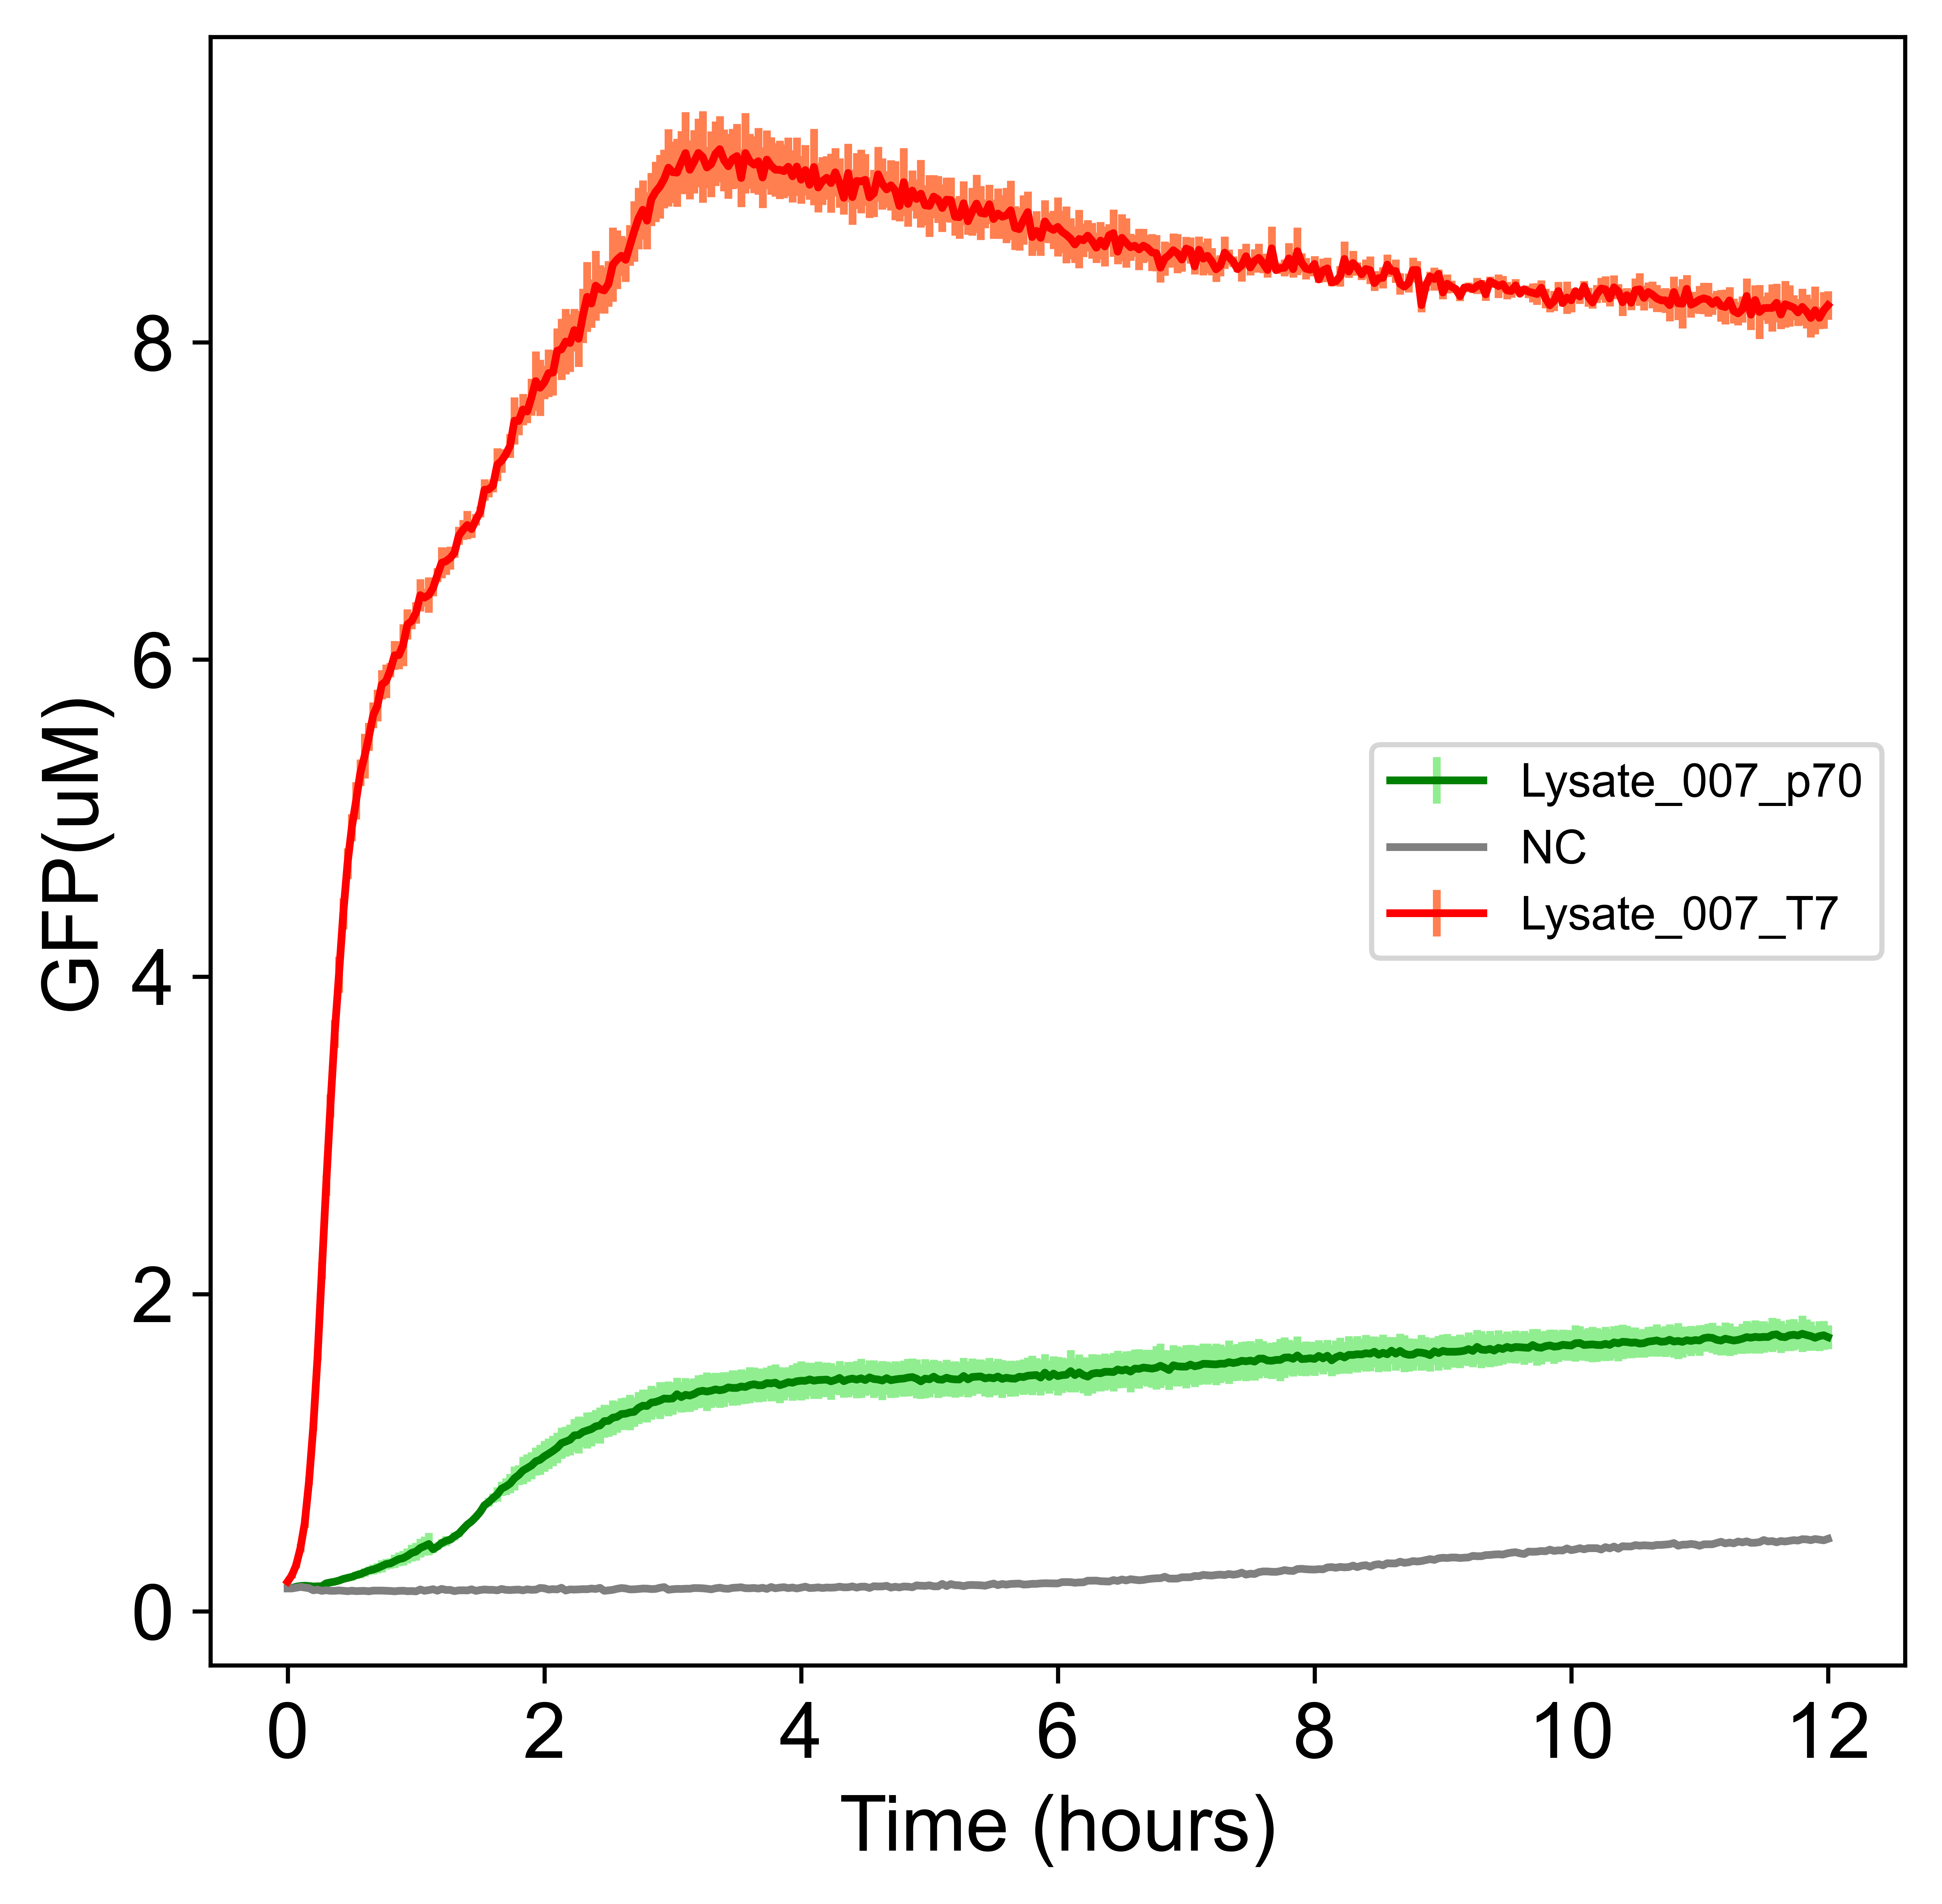 GFP(uM)
8
6
4
2
0
Lysate_007_p70
NC
Lysate_007_T7
0 2 4 6 8 10 12
Time (hours)